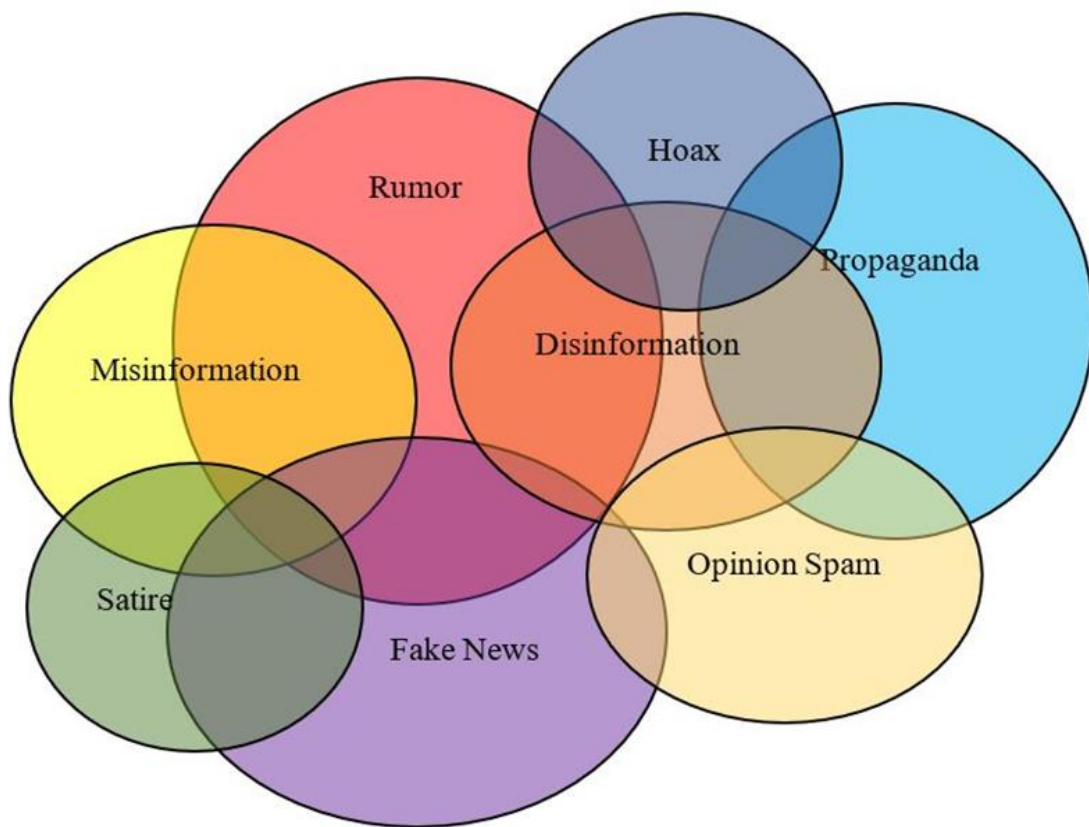 Hoax
Rumor
Propaganda
Disinformation
Misinformation
Opinion Spam
Satire
Fake News